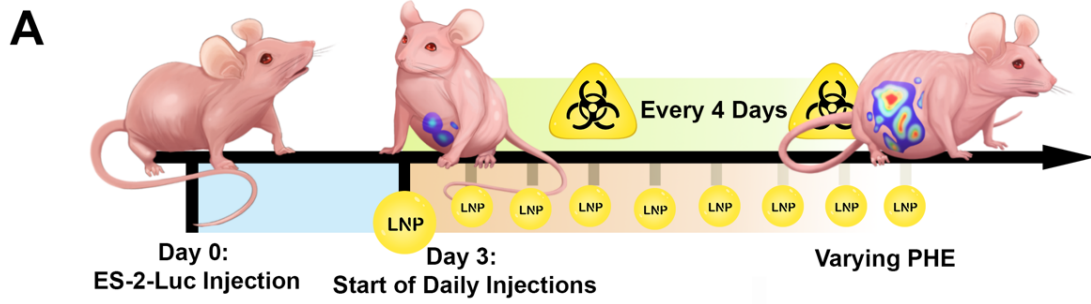 A
Every 4 Days
LNP
LNP
LNP
LNP
LNP
LNP
LNP
LNP
LNP
Day 0:
ES-2-Luc Injection
Day 3:
Start of Daily Injections
Varying PHE